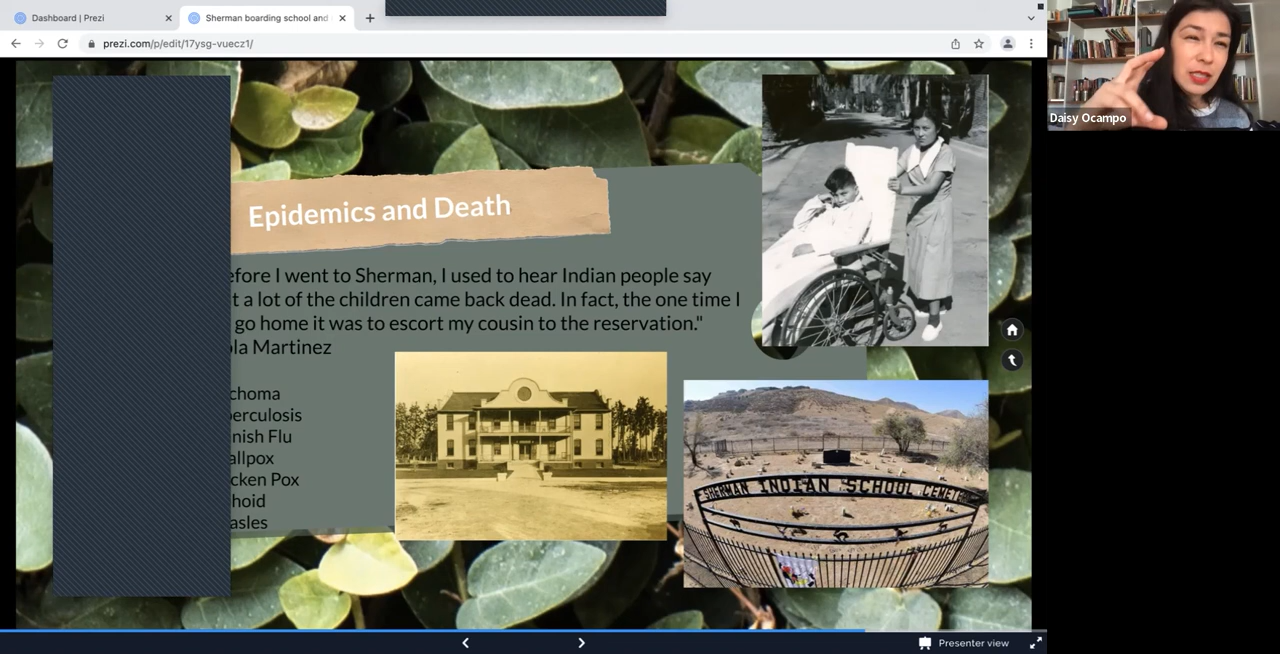 Dashboard | Prezi
Sherman boarding school and
prezi.com/p/edit/17ysg-vuecz1/
Daisy Ocampo
Epidemics and Death
efore I went to Sherman, I used to hear Indian people say
t a lot of the children came back dead. In fact, the one time I
go home it was to escort my cousin to the reservation."
la Martinez
choma
erculosis
nish Flu
allpox
cken Pox
hoid
asles
SHERMAN INDIAN SCHOOL CEMETE
Presenter view